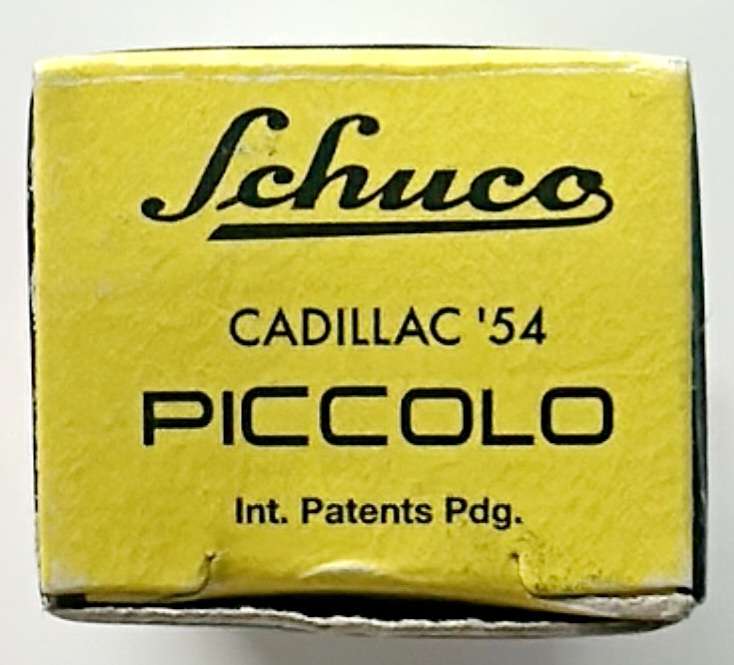 Schuco
CADILLAC '54
PICCOLO
Int. Patents Pdg.